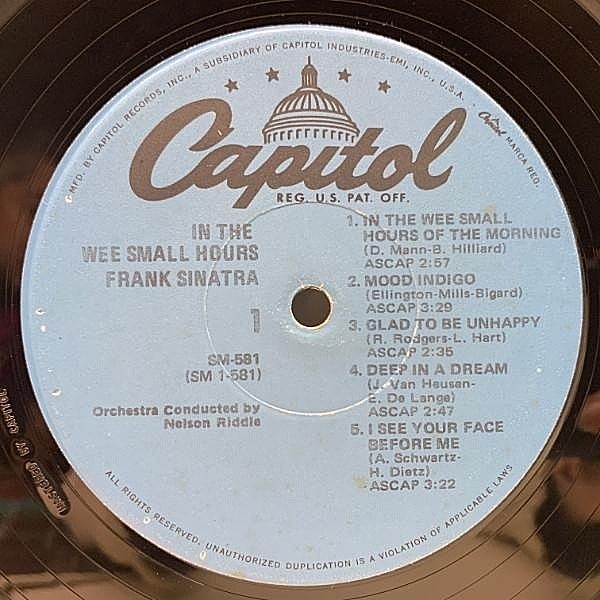 MFD. BY CAPITOL RECORDS, INC., A SUBSIDIARY OF CAPITOL INDUSTRIES-EMI, INC., U.S.A.
Capitol MARCA REG.
Capitol
REG. U.S. PAT. OFF.
IN THE
WEE SMALL HOURS
FRANK SINATRA
1
SM-581
(SM 1-581)
Orchestra Conducted by
Nelson Riddle
1. IN THE WEE SMALL
HOURS OF THE MORNING
(D. Mann-B. Hilliard)
ASCAP 2:57
2. MOOD INDIGO
(Ellington-Mills-Bigard)
ASCAP 3:29
3. GLAD TO BE UNHAPPY
(R. Rodgers-L. Hart)
ASCAP 2:35
4. DEEP IN A DREAM
(J. Van Heusen-
E. De Lange)
ASCAP 2:47
5. I SEE YOUR FACE
BEFORE ME
(A. Schwartz-
H. Dietz)
ASCAP 3:22
ALL RIGHTS RESERVED. UNAUTHORIZED DUPLICATION IS A VIOLATION OF APPLICABLE LAWS
MASTERED BY CAPITOL